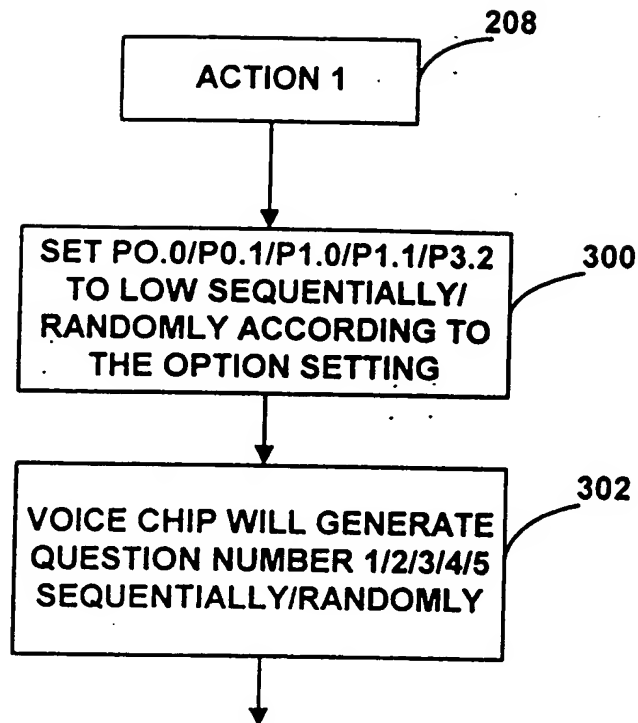 208
ACTION 1
SET PO.0/P0.1/P1.0/P1.1/P3.2
TO LOW SEQUENTIALLY/
RANDOMLY ACCORDING TO
THE OPTION SETTING
300
302
VOICE CHIP WILL GENERATE
QUESTION NUMBER 1/2/3/4/5
SEQUENTIALLY/RANDOMLY